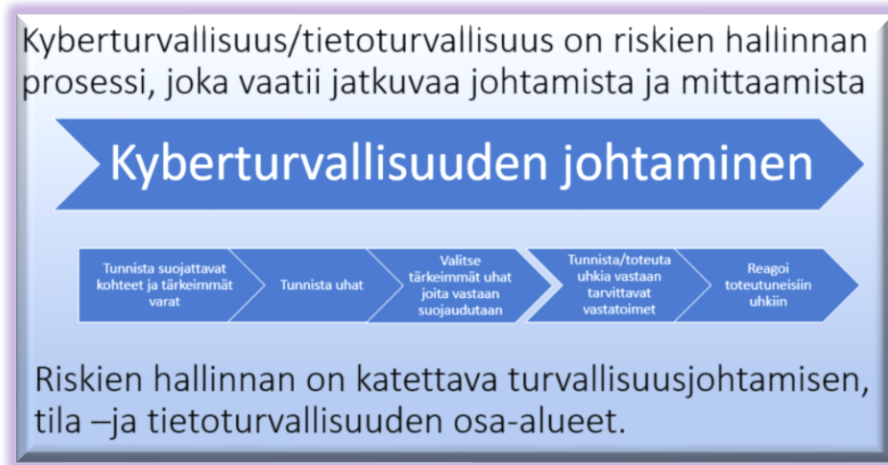 Kyberturvallisuus/tietoturvallisuus on riskien hallinnan
prosessi, joka vaatii jatkuvaa johtamista ja mittaamista
Kyberturvallisuuden johtaminen
Tunnista suojattavat
kohteet ja tärkeimmät
varat
Tunnista uhat
Valitse
tärkeimmät uhat
joita vastaan
suojaudutaan
Tunnista/toteuta
uhkia vastaan
tarvittavat
vastatoimet
Reagoi
toteutuneisiin
uhkiin
Riskien hallinnan on katettava turvallisuusjohtamisen,
tila –ja tietoturvallisuuden osa-alueet.